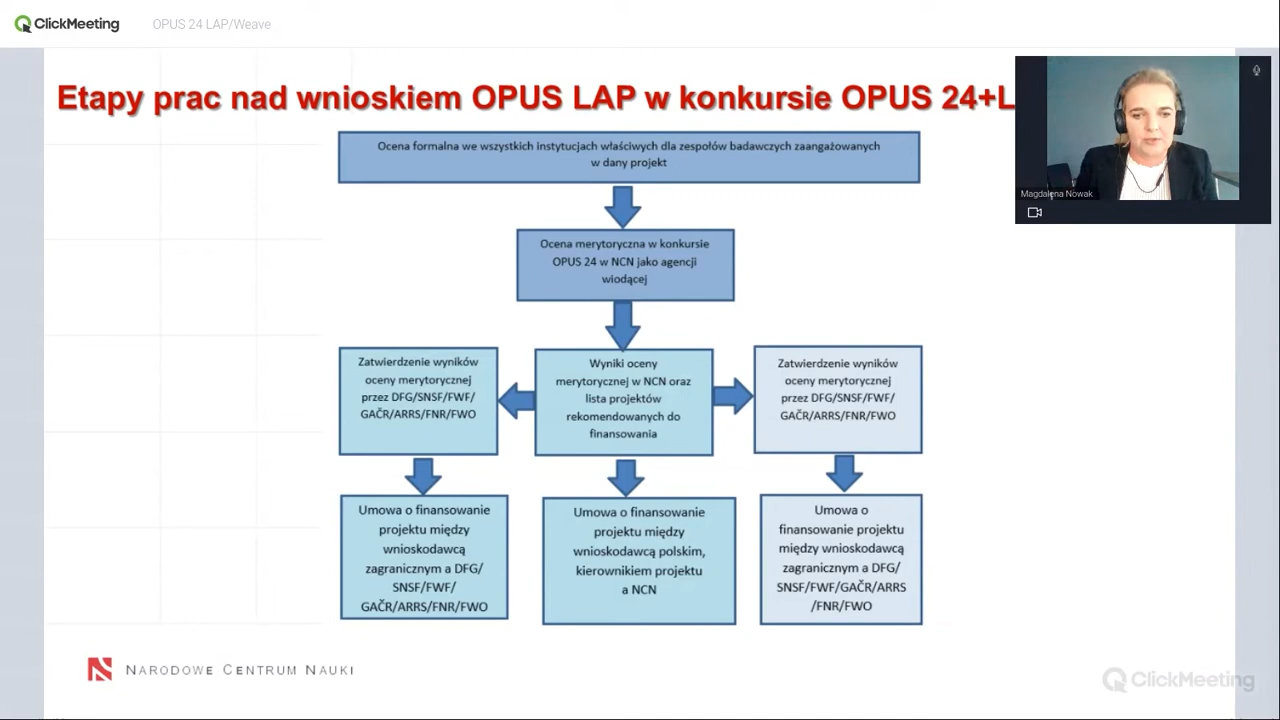 ClickMeeting
OPUS 24 LAP/Weave
Etapy prac nad wnioskiem OPUS LAP w konkursie OPUS 24+L
Magdalena Nowak
Ocena formalna we wszystkich instytucjach właściwych dla zespołów badawczych zaangażowanych
w dany projekt
Ocena merytoryczna w konkursie
OPUS 24 w NCN jako agencji
wiodącej
Zatwierdzenie wyników
oceny merytorycznej
przez DFG/SNSF/FWF/
GAČR/ARRS/FNR/FWO
Wyniki oceny
merytorycznej w NCN oraz
lista projektów
rekomendowanych do
finansowania
Zatwierdzenie wyników
oceny merytorycznej
przez DFG/SNSF/FWF/
GAČR/ARRS/FNR/FWO
Umowa o finansowanie
projektu między
wnioskodawcą
zagranicznym a DFG/
SNSF/FWF/
GAČR/ARRS/FNR/FWO
Umowa o finansowanie
projektu między
wnioskodawcą polskim,
kierownikiem projektu
a NCN
Umowa o
finansowanie projektu
między wnioskodawcą
zagranicznym a DFG/
SNSF/FWF/GAČR/ARRS
/FNR/FWO
NARODOWE CENTRUM NAUKI
ClickMeeting